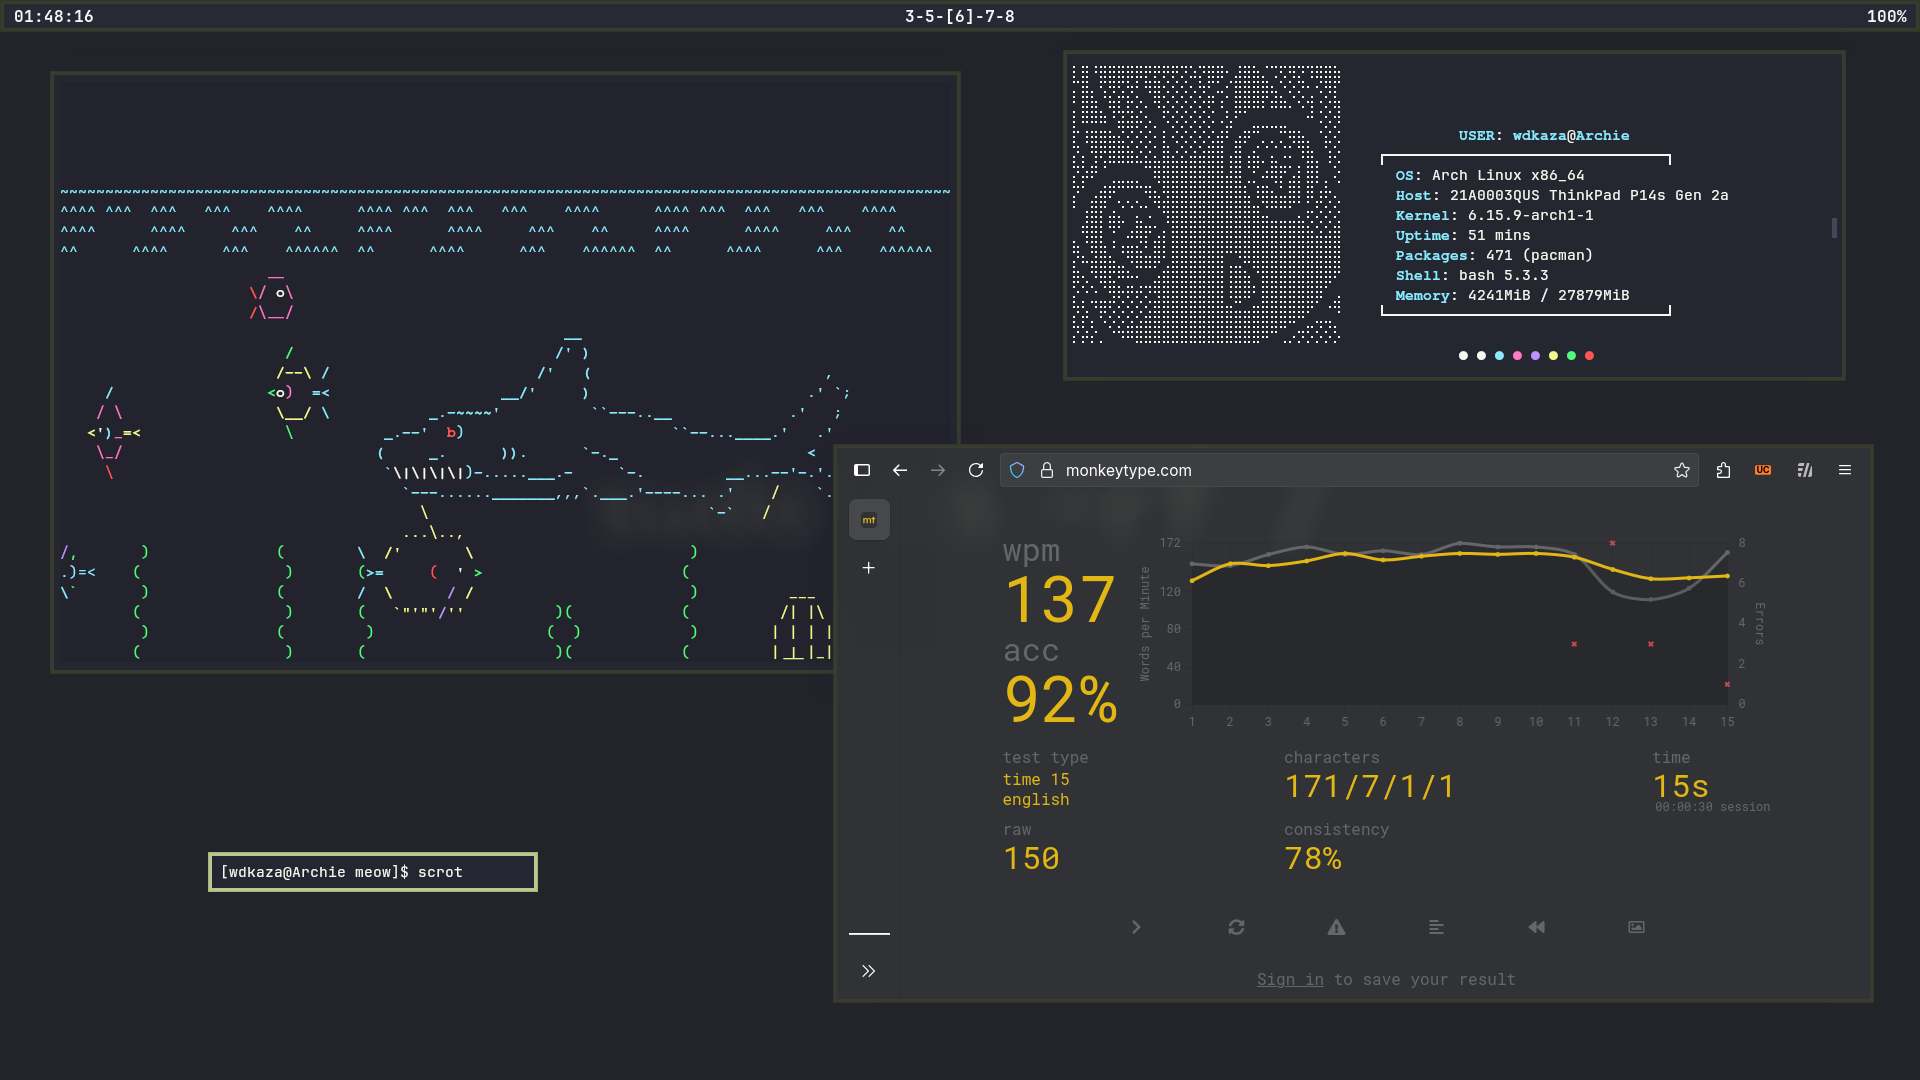 01:48:16
3-5-[6]-7-8
100%
USER: wdkaza@Archie
OS: Arch Linux x86_64
Host: 21A0003QUS ThinkPad P14s Gen 2a
Kernel: 6.15.9-arch1-1
Uptime: 51 mins
Packages: 471 (pacman)
Shell: bash 5.3.3
Memory: 4241MiB / 27879MiB
monkeytype.com
UC
mt
wpm
137
acc
92%
Words per Minute
172
120
80
40
0
1 2 3 4 5 6 7 8 9 10 11 12 13 14 15
8
6
4
2
0
Errors
test type
time 15
english
characters
171/7/1/1
time
15s
00:00:30 session
raw
150
consistency
78%
Sign in to save your result
[wdkaza@Archie meow]$ scrot